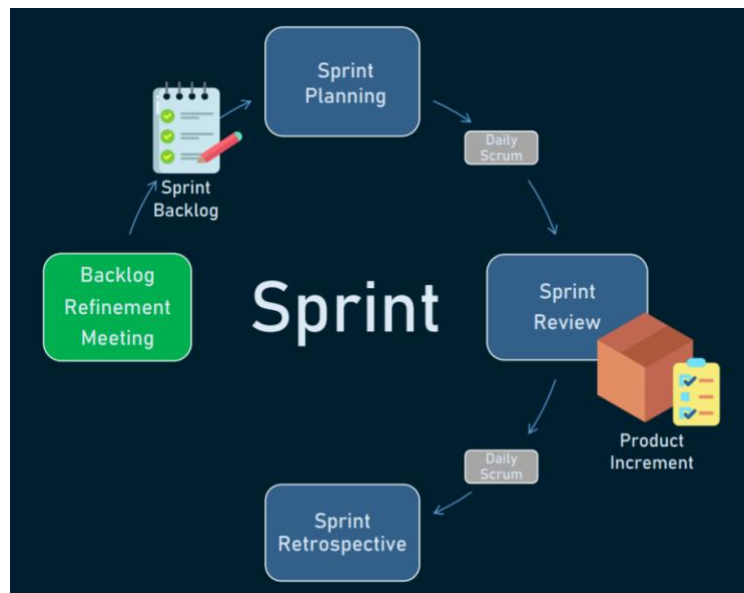 Sprint
Planning
Daily
Scrum
Sprint
Backlog
Backlog
Refinement
Meeting
Sprint
Sprint
Review
Product
Increment
Daily
Scrum
Sprint
Retrospective